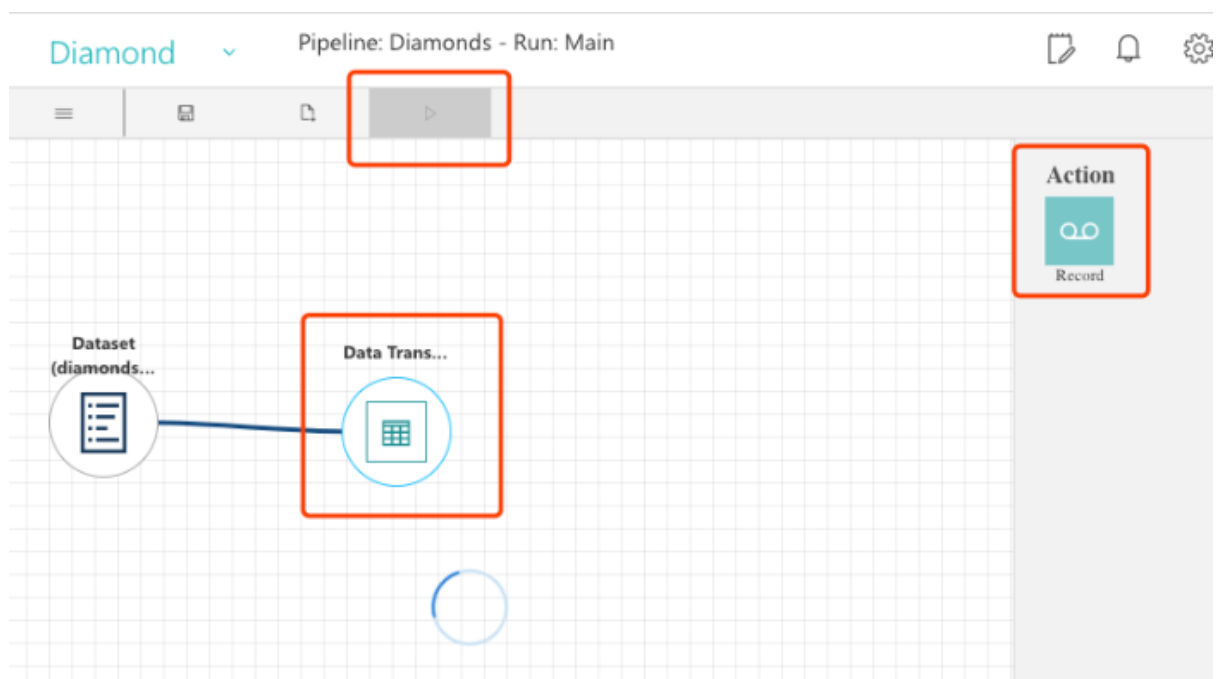 Diamond
Pipeline: Diamonds - Run: Main
Action
Record
Dataset
(diamonds...
Data Trans...